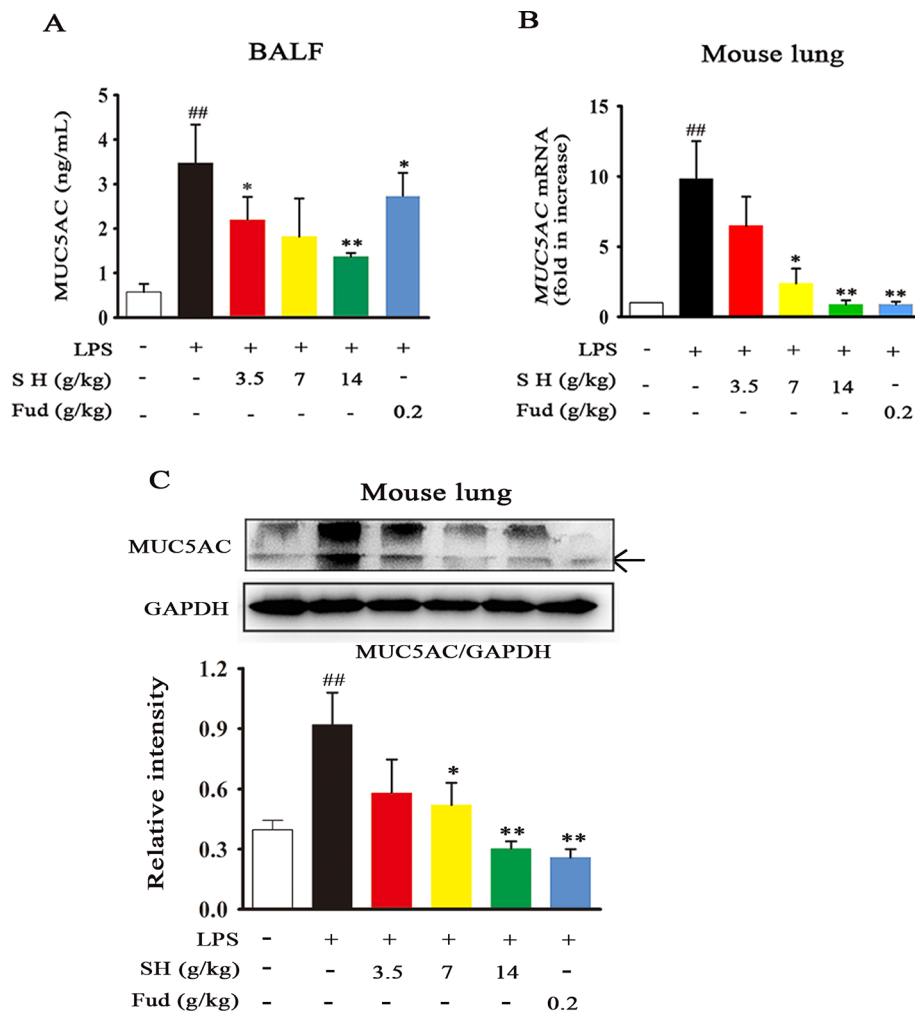 A
BALF
MUC5AC (ng/mL)
5
4
3
2
1
0
##
*
**
*
LPS - + + + + +
S H (g/kg) - - 3.5 7 14 -
Fud (g/kg) - - - - - 0.2
B
Mouse lung
MUC5AC mRNA
(fold in increase)
15
10
5
0
##
*
**
**
LPS - + + + + +
S H (g/kg) - - 3.5 7 14 -
Fud (g/kg) - - - - - 0.2
C
Mouse lung
MUC5AC
GAPDH
MUC5AC/GAPDH
Relative intensity
1.2
0.9
0.6
0.3
0.0
##
*
**
**
LPS - + + + + +
SH (g/kg) - - 3.5 7 14 -
Fud (g/kg) - - - - - 0.2